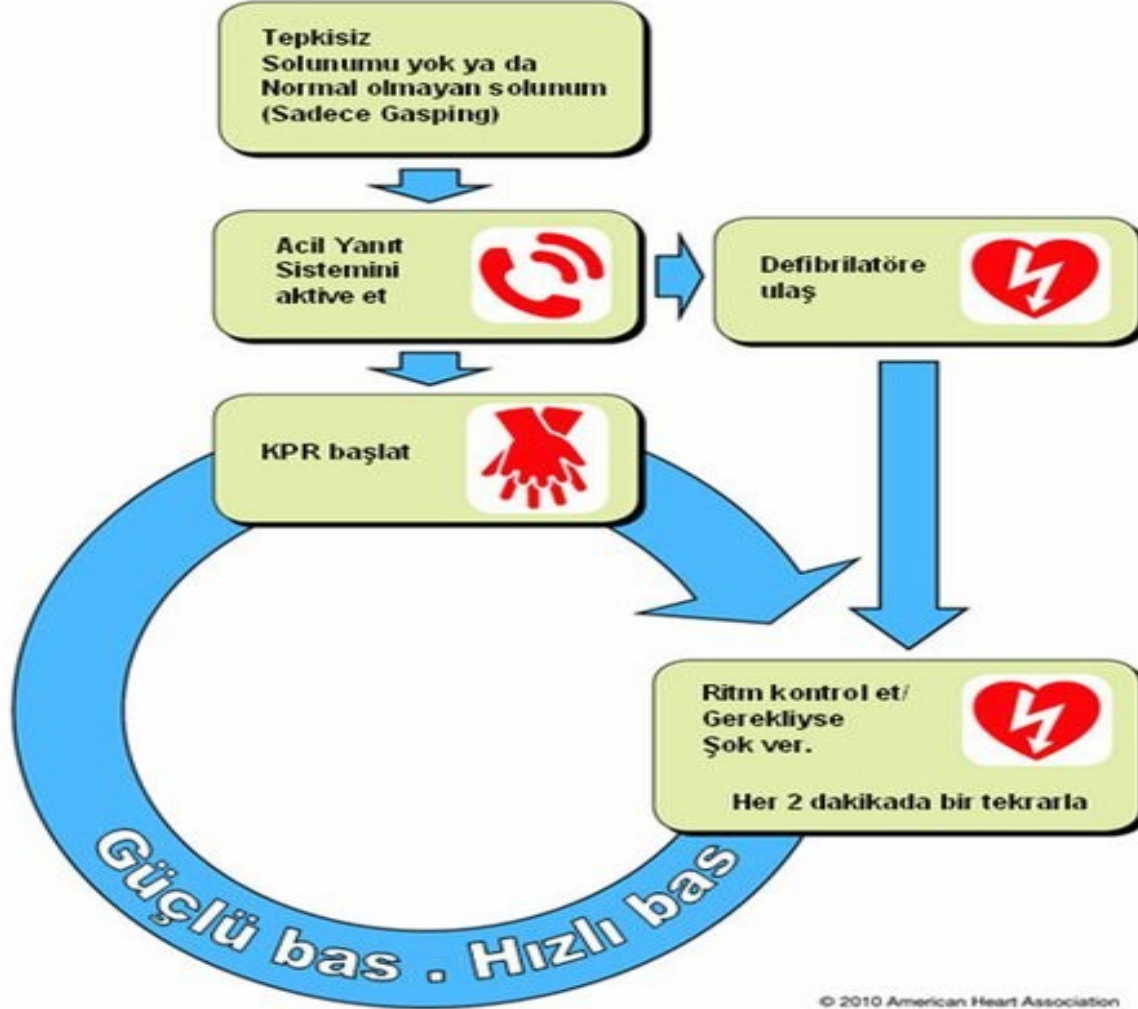 Tepkisiz
Solunumu yok ya da
Normal olmayan solunum
(Sadece Gasping)
Acil Yanıt
Sistemini
aktive et
Defibrilatöre
ulaş
KPR başlat
Ritm kontrol et/
Gerekliyse
Şok ver.
Her 2 dakikada bir tekrarla
Güçlü bas . Hızlı bas
© 2010 American Heart Association